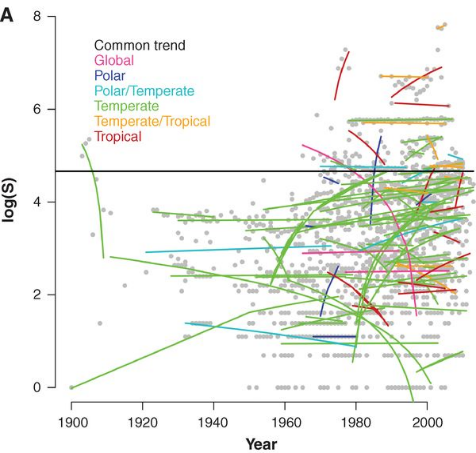 A
8
6
4
2
0
log(S)
Common trend
Global
Polar
Polar/Temperate
Temperate
Temperate/Tropical
Tropical
1900 1920 1940 1960 1980 2000
Year